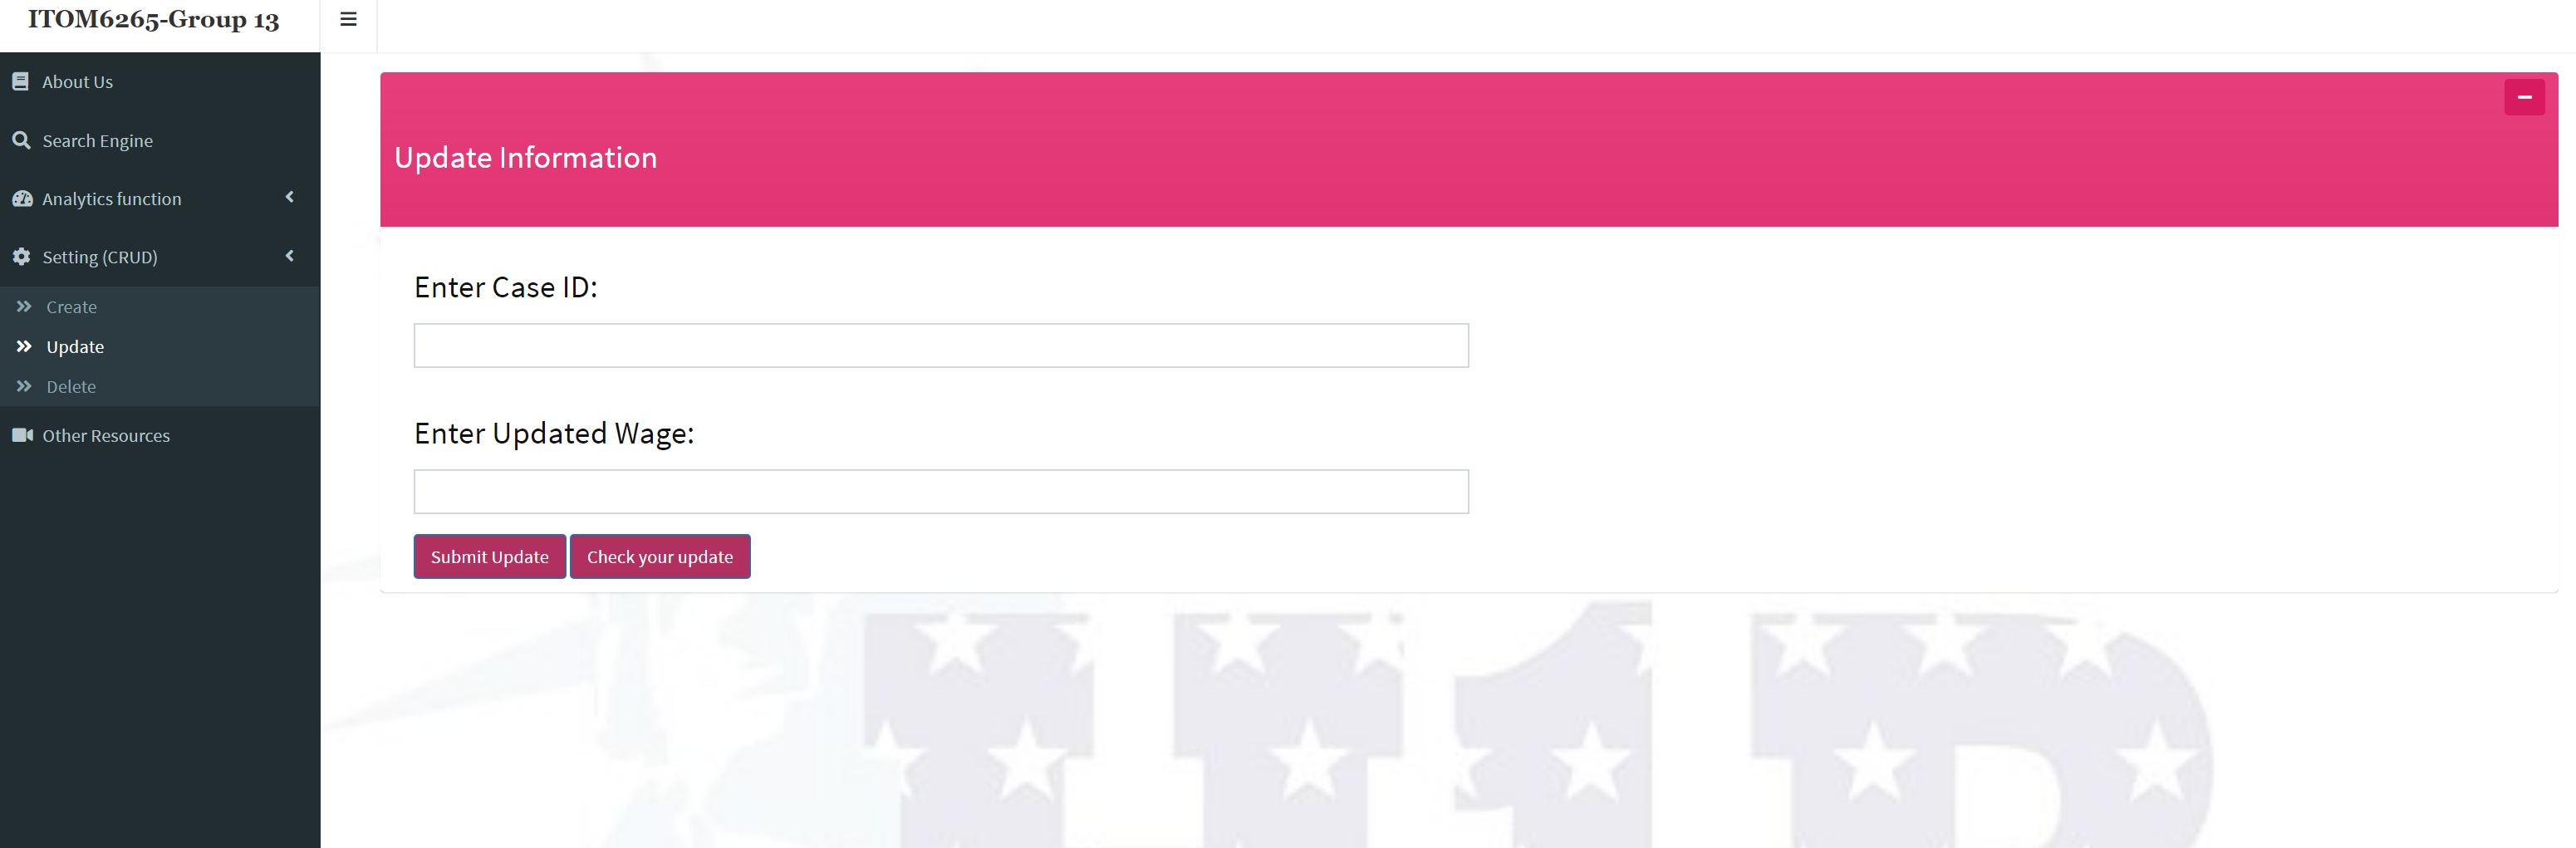 ITOM6265-Group 13
About Us
Search Engine
Analytics function
Setting (CRUD)
Create
Update
Delete
Other Resources
Update Information
Enter Case ID:
Enter Updated Wage:
Submit Update
Check your update
H1B